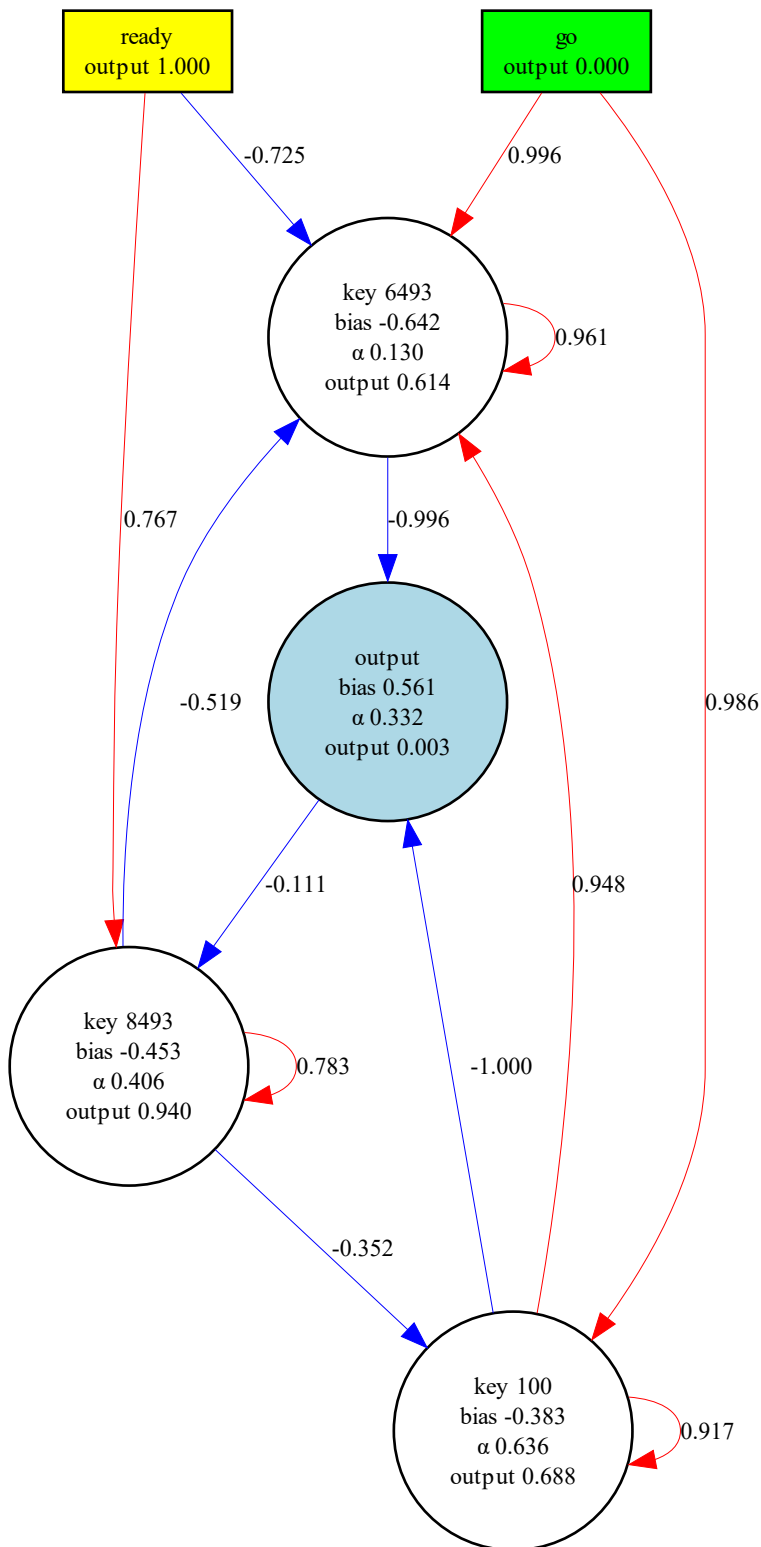 ready
output 1.000
go
output 0.000
-0.725
0.996
key 6493
bias -0.642
α 0.130
output 0.614
0.961
0.767
-0.996
-0.519
output
bias 0.561
α 0.332
output 0.003
0.986
-0.111
0.948
key 8493
bias -0.453
α 0.406
output 0.940
0.783
-1.000
-0.352
key 100
bias -0.383
α 0.636
output 0.688
0.917